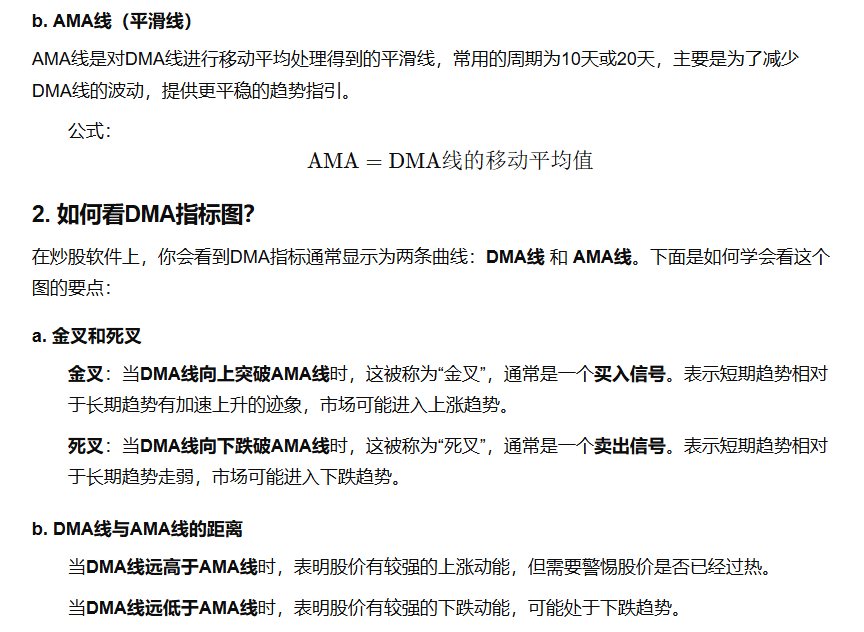 b. AMA线（平滑线）
AMA线是对DMA线进行移动平均处理得到的平滑线，常用的周期为10天或20天，主要是为了减少
DMA线的波动，提供更平稳的趋势指引。
公式：
AMA = DMA线的移动平均值
2. 如何看DMA指标图？
在炒股软件上，你会看到DMA指标通常显示为两条曲线：DMA线 和 AMA线。下面是如何学会看这个
图的要点：
a. 金叉和死叉
金叉：当DMA线向上突破AMA线时，这被称为“金叉”，通常是一个买入信号。表示短期趋势相对
于长期趋势有加速上升的迹象，市场可能进入上涨趋势。
死叉：当DMA线向下跌破AMA线时，这被称为“死叉”，通常是一个卖出信号。表示短期趋势相对
于长期趋势走弱，市场可能进入下跌趋势。
b. DMA线与AMA线的距离
当DMA线远高于AMA线时，表明股价有较强的上涨动能，但需要警惕股价是否已经过热。
当DMA线远低于AMA线时，表明股价有较强的下跌动能，可能处于下跌趋势。